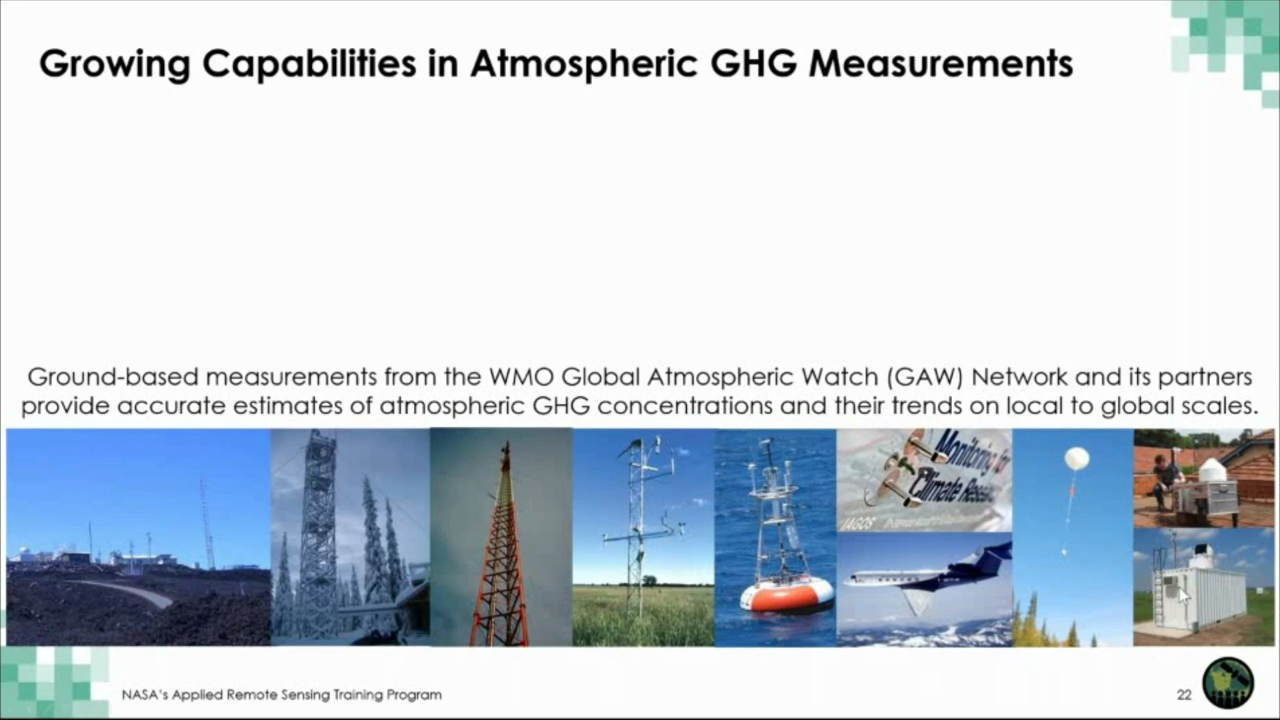 Growing Capabilities in Atmospheric GHG Measurements
Ground-based measurements from the WMO Global Atmospheric Watch (GAW) Network and its partners
provide accurate estimates of atmospheric GHG concentrations and their trends on local to global scales.
Monitoring for
Climate
IAGOS
NASA's Applied Remote Sensing Training Program
22